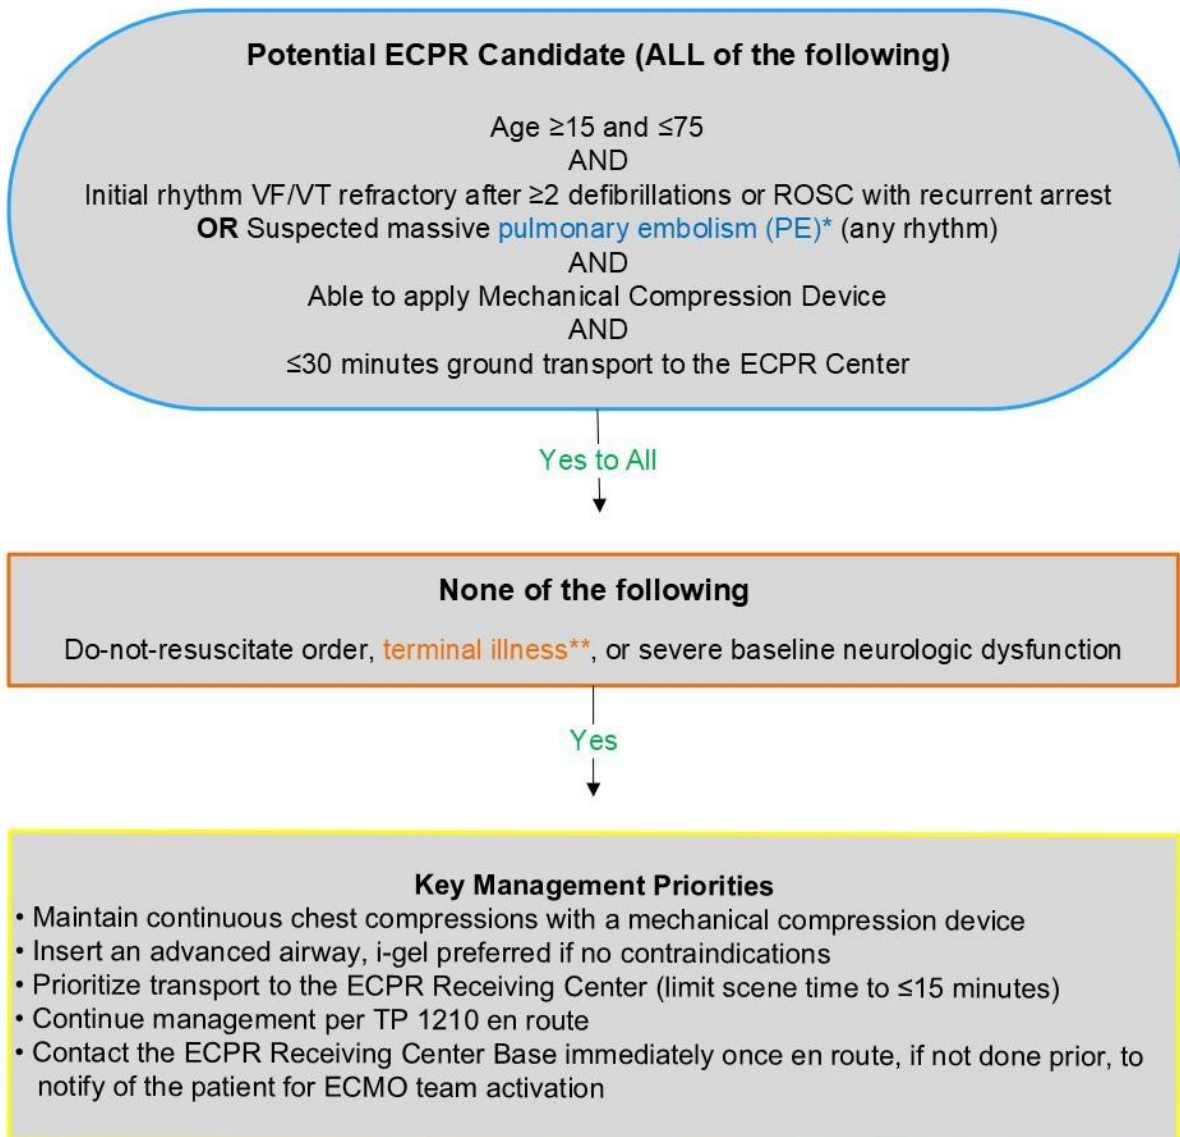 Potential ECPR Candidate (ALL of the following)
Age ≥15 and ≤75
AND
Initial rhythm VF/VT refractory after ≥2 defibrillations or ROSC with recurrent arrest
OR Suspected massive pulmonary embolism (PE)* (any rhythm)
AND
Able to apply Mechanical Compression Device
AND
≤30 minutes ground transport to the ECPR Center
Yes to All
None of the following
Do-not-resuscitate order, terminal illness**, or severe baseline neurologic dysfunction
Yes
Key Management Priorities
• Maintain continuous chest compressions with a mechanical compression device
• Insert an advanced airway, i-gel preferred if no contraindications
• Prioritize transport to the ECPR Receiving Center (limit scene time to ≤15 minutes)
• Continue management per TP 1210 en route
• Contact the ECPR Receiving Center Base immediately once en route, if not done prior, to
notify of the patient for ECMO team activation